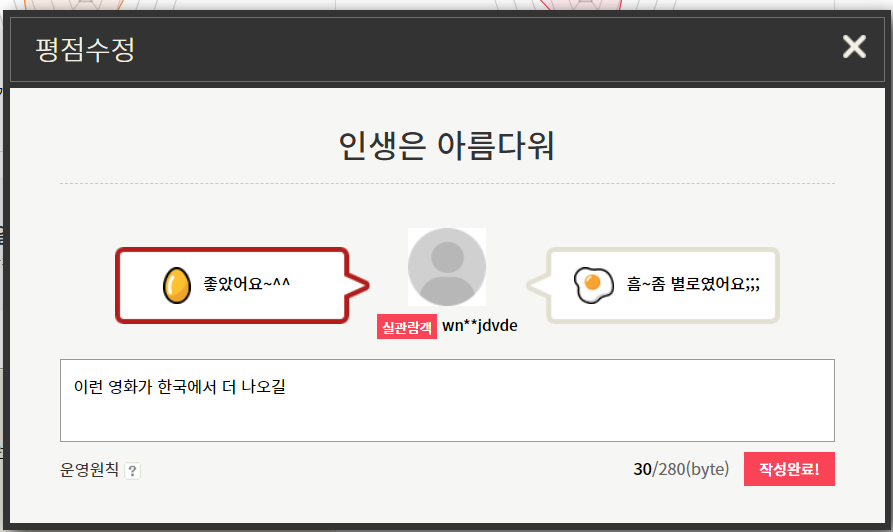 평점수정
인생은 아름다워
좋았어요~^^
흠~좀 별로였어요;;;
실관람객 wn**jdvde
이런 영화가 한국에서 더 나오길
운영원칙 ?
30/280(byte)
작성완료!